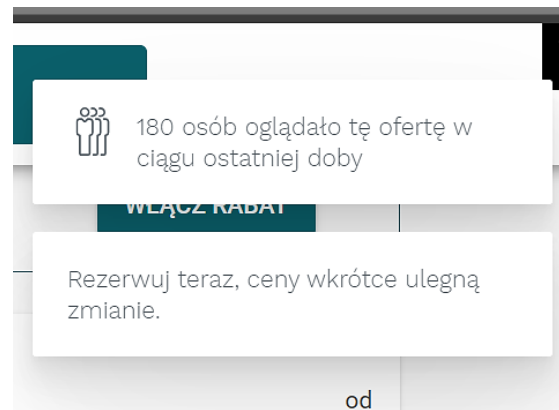 180 osób oglądało tę ofertę w
ciągu ostatniej doby
WŁĄCZ RABAT
Rezerwuj teraz, ceny wkrótce ulegną
zmianie.
od